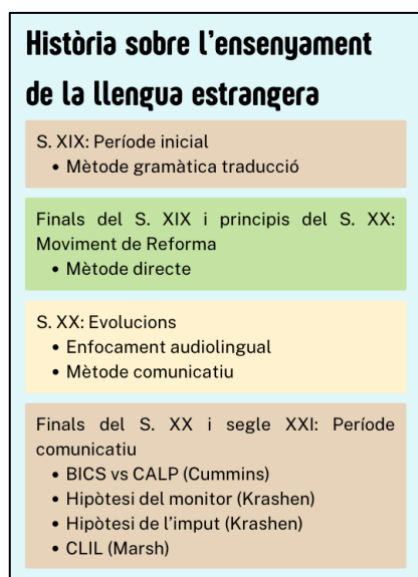 Història sobre l'ensenyament
de la llengua estrangera
S. XIX: Període inicial
• Mètode gramàtica traducció
Finals del S. XIX i principis del S. XX:
Moviment de Reforma
• Mètode directe
S. XX: Evolucions
• Enfocament audiolingual
• Mètode comunicatiu
Finals del S. XX i segle XXI: Període
comunicatiu
• BICS vs CALP (Cummins)
• Hipòtesi del monitor (Krashen)
• Hipòtesi de l'imput (Krashen)
• CLIL (Marsh)